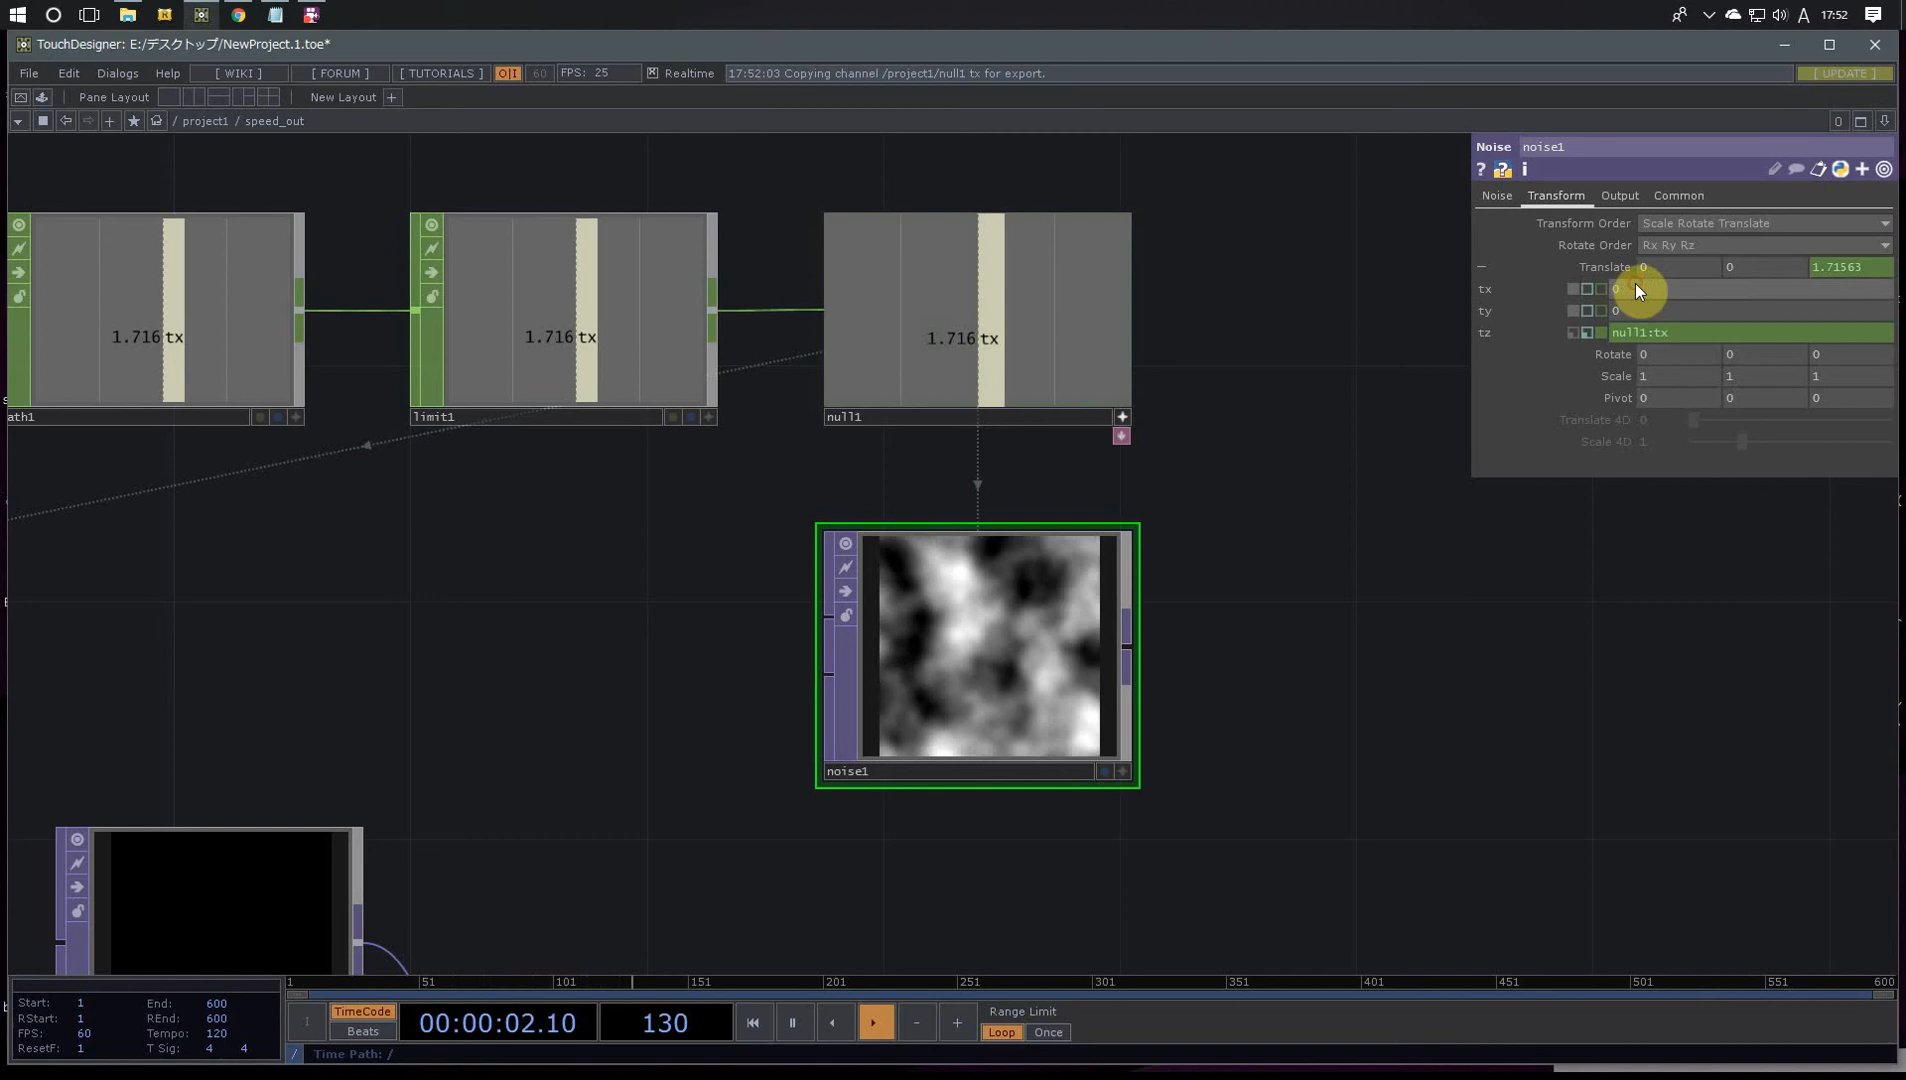 A 17:52
TouchDesigner: E:/デスクトップ/NewProject.1.toe*
File Edit Dialogs Help [ WIKI ] [ FORUM ] [ TUTORIALS ] O|I 60 FPS: 25 Realtime 17:52:03 Copying channel /project1/null1 tx for export. [ UPDATE ]
Pane Layout New Layout +
/ project1 / speed_out 0
Noise noise1
? ? i
Noise Transform Output Common
Transform Order Scale Rotate Translate
Rotate Order Rx Ry Rz
Translate 0 0 1.71563
tx 0
ty 0
tz null1:tx
Rotate 0 0 0
Scale 1 1 1
Pivot 0 0 0
Translate 4D 0
Scale 4D 1
1.716 tx
1.716 tx
1.716 tx
ath1
limit1
null1
noise1
1 51 101 151 201 251 301 351 401 451 501 551 600
Start: 1 End: 600
RStart: 1 REnd: 600
FPS: 60 Tempo: 120
ResetF: 1 T Sig: 4 4
TimeCode
Beats
00:00:02.10
130
- +
Range Limit
Loop Once
/ Time Path: /